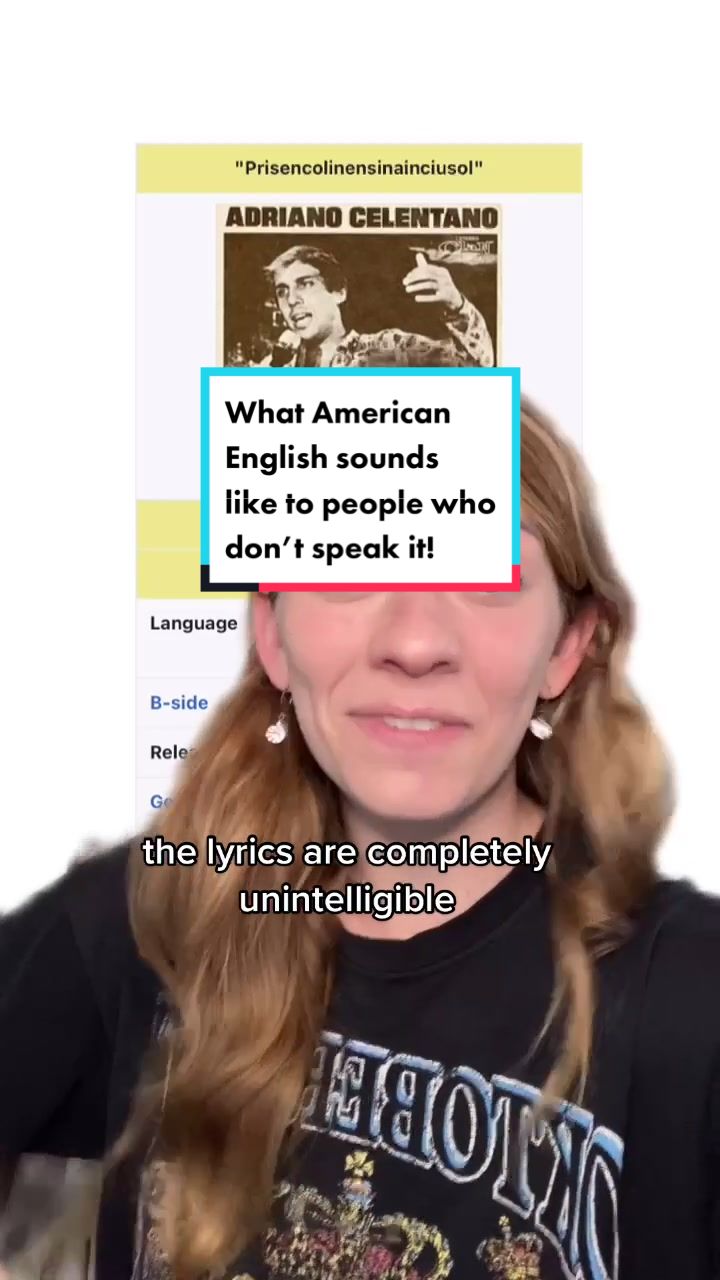 "Prisencolinensinainciusol"
ADRIANO CELENTANO
What American
English sounds
like to people who
don't speak it!
Language
B-side
the lyrics are completely
unintelligible
OKTOBE